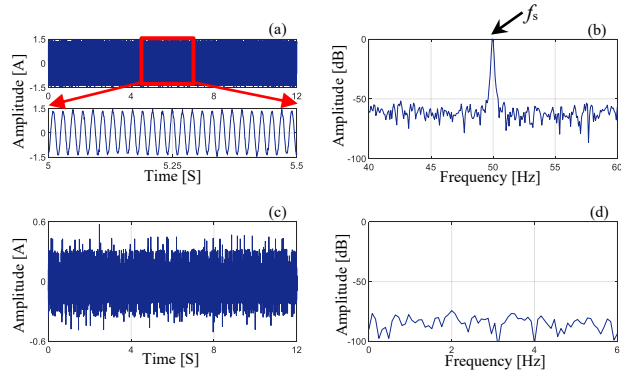 (a)
Amplitude [A]
1.5
0
-1.5
0 4 8 12
1.5
0
-1.5
5 5.25 5.5
Time [S]
fs
(b)
Amplitude [dB]
0
-50
-100
40 45 50 55 60
Frequency [Hz]
(c)
Amplitude [A]
0.6
0
-0.6
0 4 8 12
Time [S]
(d)
Amplitude [dB]
0
-50
-100
0 2 4 6
Frequency [Hz]